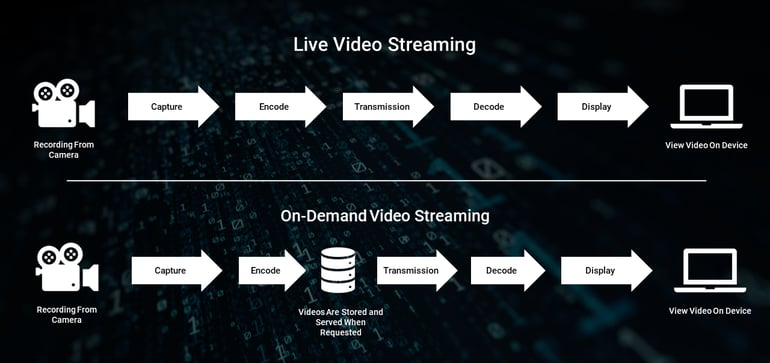 Live Video Streaming
Capture
Encode
Transmission
Decode
Display
Recording From
Camera
View Video On Device
On-Demand Video Streaming
Capture
Encode
Transmission
Decode
Display
Recording From
Camera
Videos Are Stored and
Served When
Requested
View Video On Device